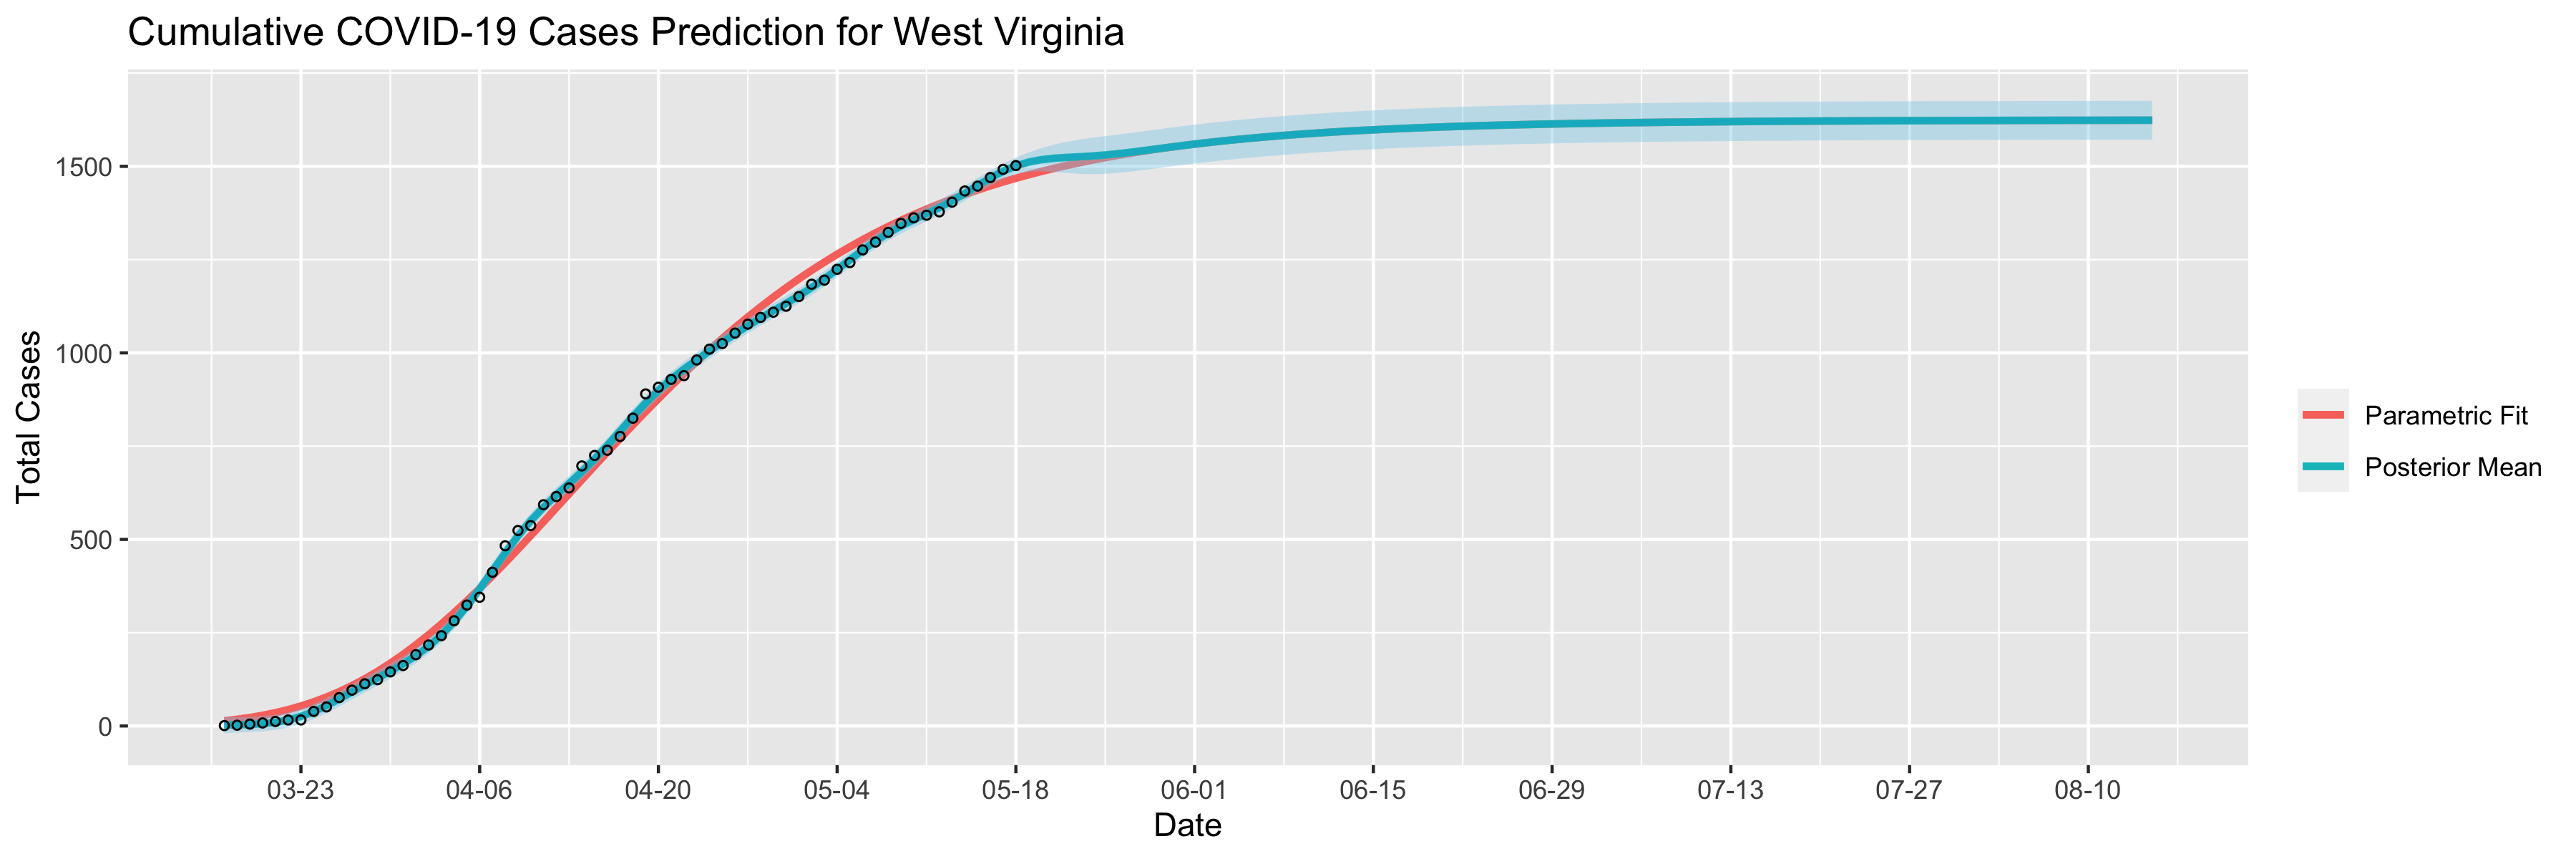 Cumulative COVID-19 Cases Prediction for West Virginia
Total Cases
1500
1000
500
0
03-23 04-06 04-20 05-04 05-18 06-01 06-15 06-29 07-13 07-27 08-10
Date
Parametric Fit
Posterior Mean